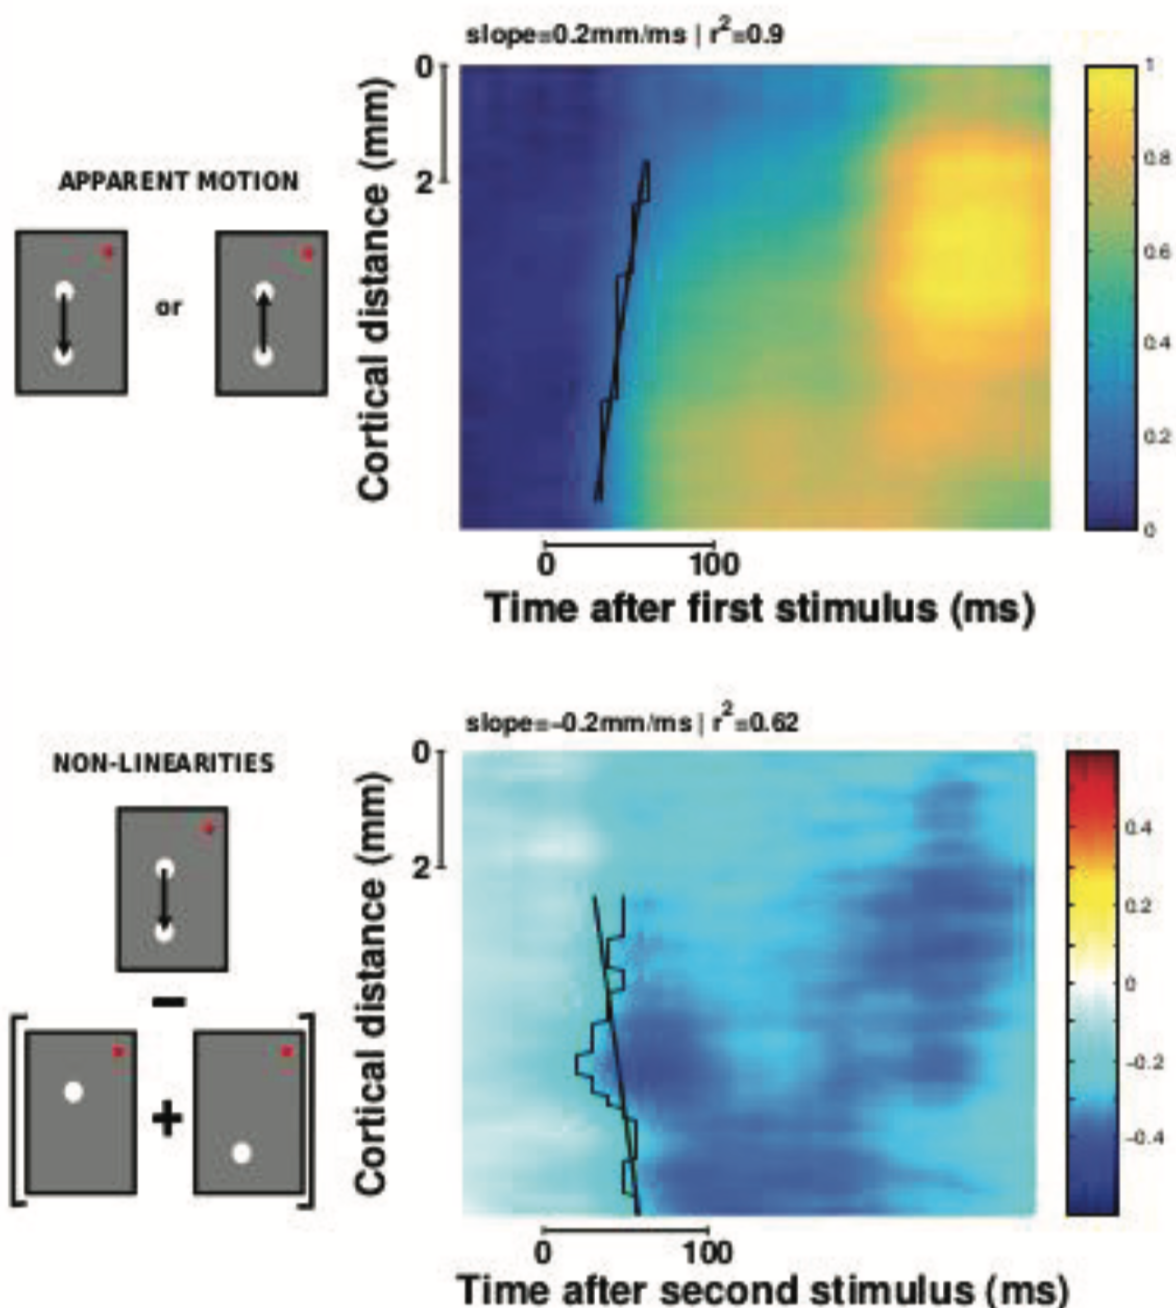 slope=0.2mm/ms | r²=0.9
APPARENT MOTION
or
Cortical distance (mm)
0
2
1
0.8
0.6
0.4
0.2
0
0 100
Time after first stimulus (ms)
slope=-0.2mm/ms | r²=0.62
NON-LINEARITIES
−
[ + ]
Cortical distance (mm)
0
2
0.4
0.2
0
-0.2
-0.4
0 100
Time after second stimulus (ms)